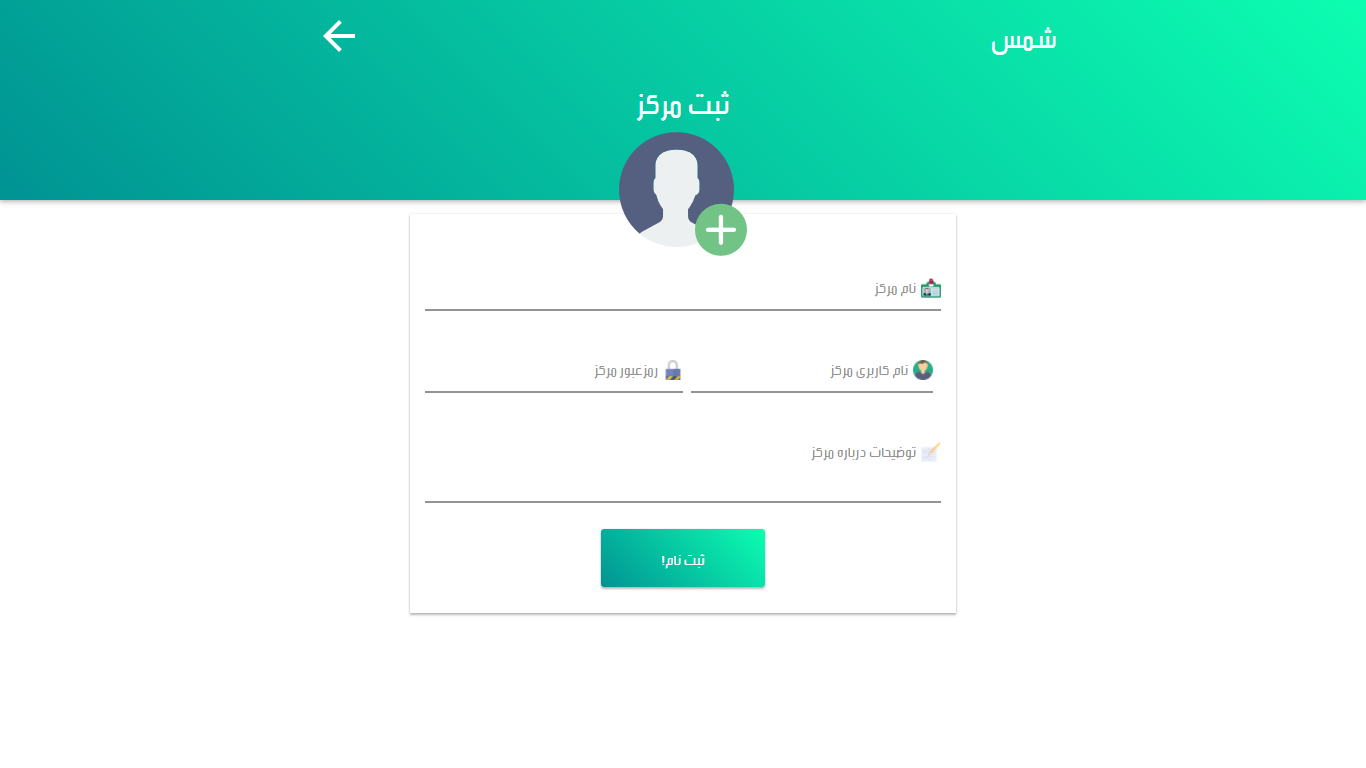 شمس
ثبت مرکز
نام مرکز
نام کاربری مرکز
رمزعبور مرکز
توضیحات درباره مرکز
ثبت نام!